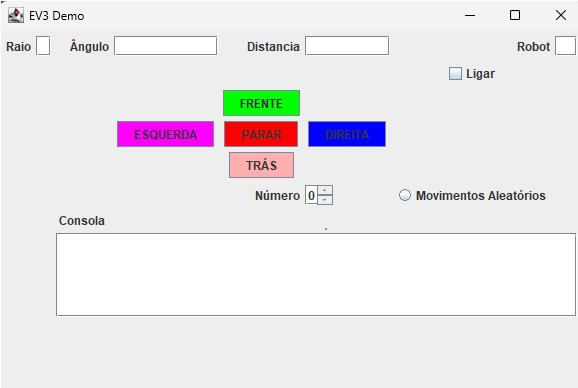 EV3 Demo
Raio Ângulo Distancia Robot
Ligar
FRENTE
ESQUERDA PARAR DIREITA
TRÁS
Número 0 Movimentos Aleatórios
Consola